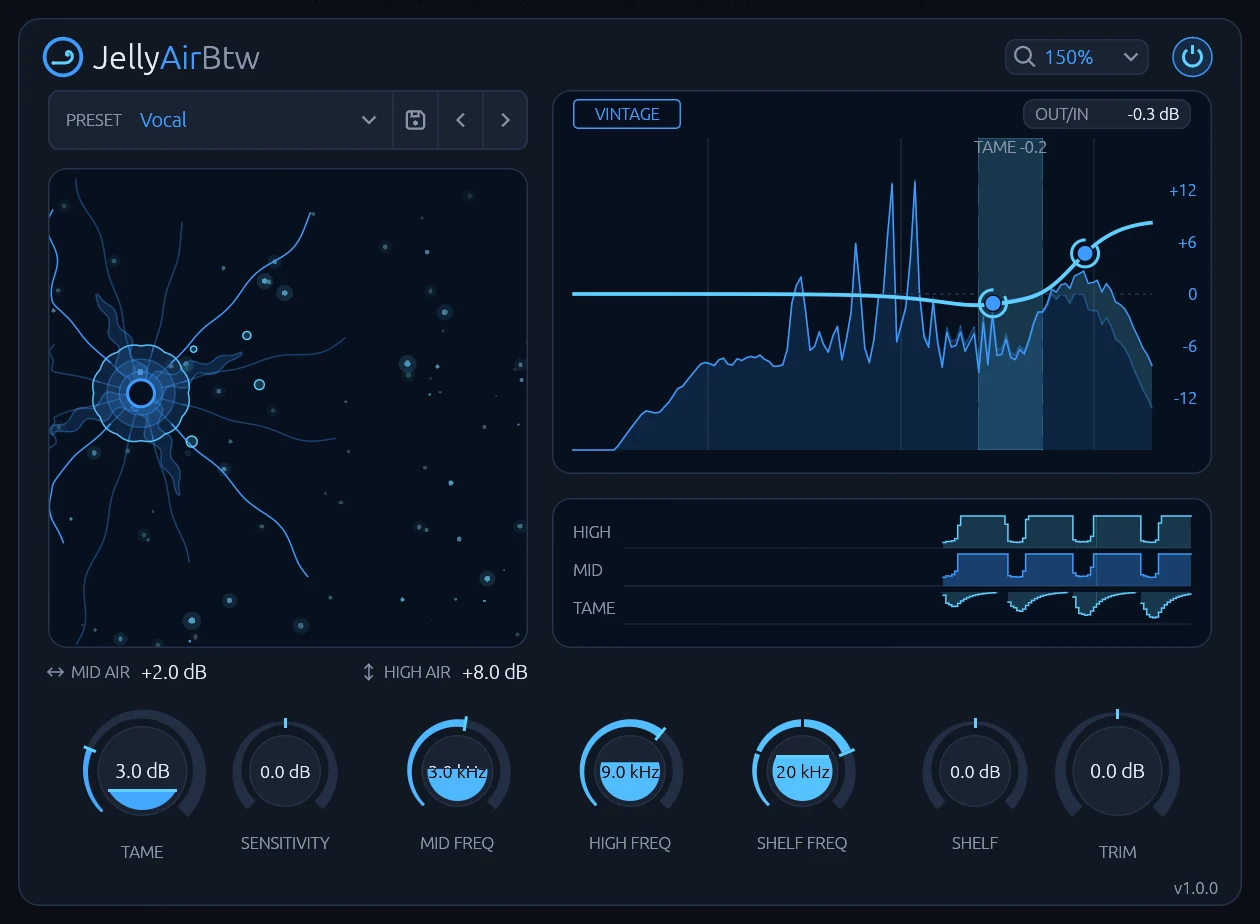 JellyAirBtw
150%
PRESET Vocal
VINTAGE
OUT/IN -0.3 dB
TAME -0.2
+12
+6
0
-6
-12
HIGH
MID
TAME
MID AIR +2.0 dB
HIGH AIR +8.0 dB
3.0 dB
0.0 dB
3.0 kHz
9.0 kHz
20 kHz
0.0 dB
0.0 dB
TAME
SENSITIVITY
MID FREQ
HIGH FREQ
SHELF FREQ
SHELF
TRIM
v1.0.0